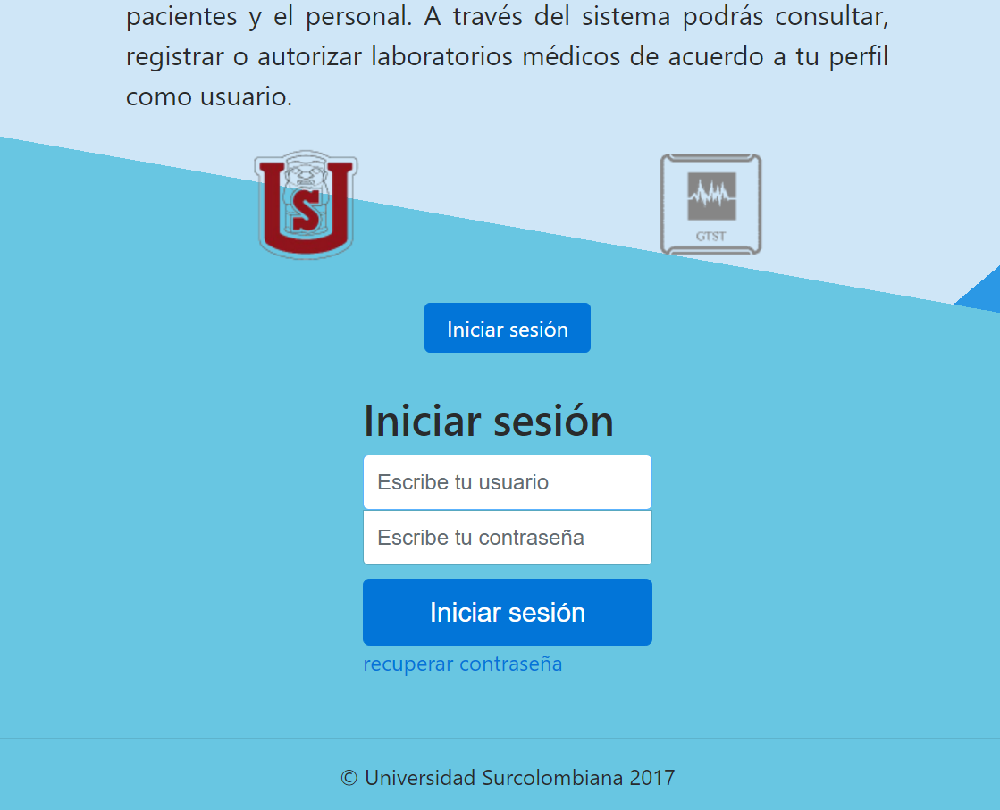 pacientes y el personal. A través del sistema podrás consultar,
registrar o autorizar laboratorios médicos de acuerdo a tu perfil
como usuario.
US
GTST
Iniciar sesión
Iniciar sesión
Escribe tu usuario
Escribe tu contraseña
Iniciar sesión
recuperar contraseña
© Universidad Surcolombiana 2017